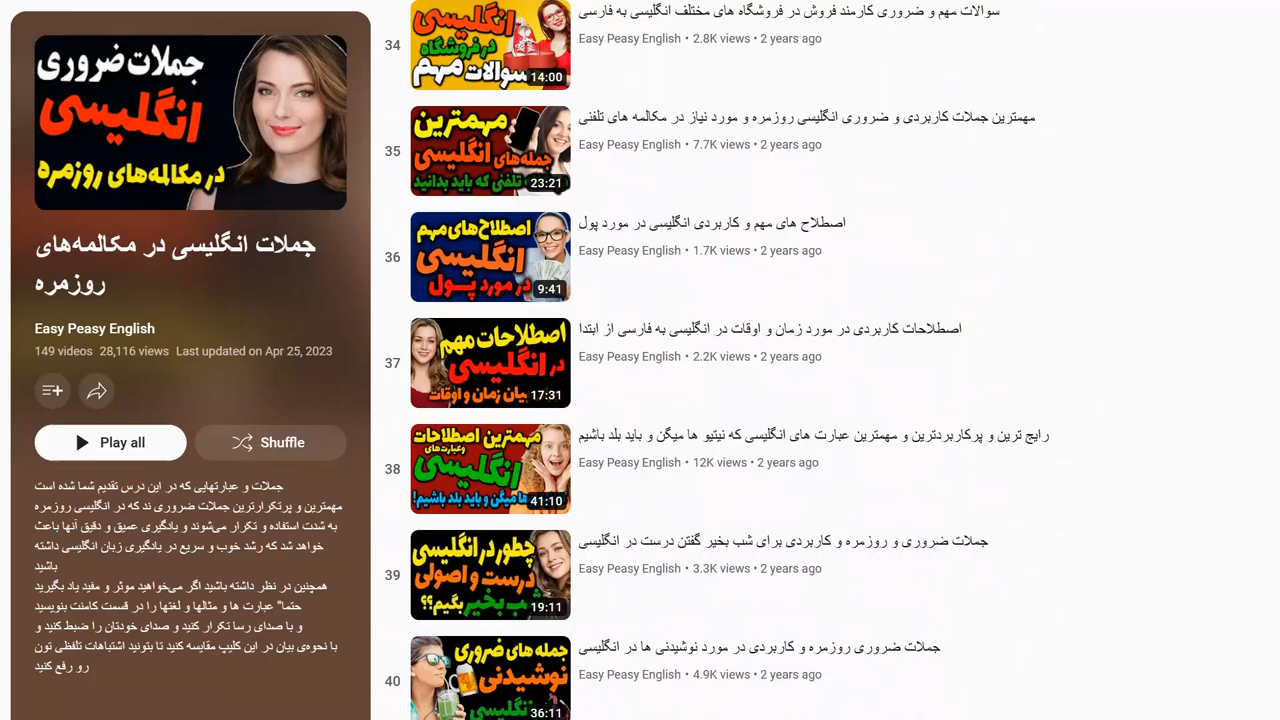 جملات ضروری
انگلیسی
در مکالمه‌های روزمره
جملات انگلیسی در مکالمه‌های
روزمره
Easy Peasy English
149 videos 28,116 views Last updated on Apr 25, 2023
Play all
Shuffle
جملات و عبارتهایی که در این درس تقدیم شما شده است
مهمترین و پرتکرارترین جملات ضروری ند که در انگلیسی روزمره
به شدت استفاده و تکرار می‌شوند و یادگیری عمیق و دقیق آنها باعث
خواهد شد که رشد خوب و سریع در یادگیری زبان انگلیسی داشته
باشید
همچنین در نظر داشته باشید اگر می‌خواهید موثر و مفید یاد بگیرید
حتما" عبارت ها و مثالها و لغتها را در قسمت کامنت بنویسید
و با صدای رسا تکرار کنید و صدای خودتان را ضبط کنید و
با نحوه‌ی بیان در این کلیپ مقایسه کنید تا بتونید اشتباهات تلفظی تون
رو رفع کنید
34
انگلیسی
در فروشگاه
سوالات مهم
14:00
سوالات مهم و ضروری کارمند فروش در فروشگاه های مختلف انگلیسی به فارسی
Easy Peasy English • 2.8K views • 2 years ago
35
مهمترین
جمله‌های انگلیسی
تلفنی که باید بدانید
23:21
مهمترین جملات کاربردی و ضروری انگلیسی روزمره و مورد نیاز در مکالمه های تلفنی
Easy Peasy English • 7.7K views • 2 years ago
36
اصطلاح‌های مهم
انگلیسی
در مورد پول
9:41
اصطلاح های مهم و کاربردی انگلیسی در مورد پول
Easy Peasy English • 1.7K views • 2 years ago
37
اصطلاحات مهم
در انگلیسی
بیان زمان و اوقات
17:31
اصطلاحات کاربردی در مورد زمان و اوقات در انگلیسی به فارسی از ابتدا
Easy Peasy English • 2.2K views • 2 years ago
38
مهمترین اصطلاحات
وعبارت‌های
انگلیسی
ها میگن و باید بلد باشیم!
41:10
رایج ترین و پرکاربردترین و مهمترین عبارت های انگلیسی که نیتیو ها میگن و باید بلد باشیم
Easy Peasy English • 12K views • 2 years ago
39
چطور در انگلیسی
درست و اصولی
شب بخیر بگیم؟؟
19:11
جملات ضروری و روزمره و کاربردی برای شب بخیر گفتن درست در انگلیسی
Easy Peasy English • 3.3K views • 2 years ago
40
جمله های ضروری
نوشیدنی
انگلیسی
36:11
جملات ضروری روزمره و کاربردی در مورد نوشیدنی ها در انگلیسی
Easy Peasy English • 4.9K views • 2 years ago